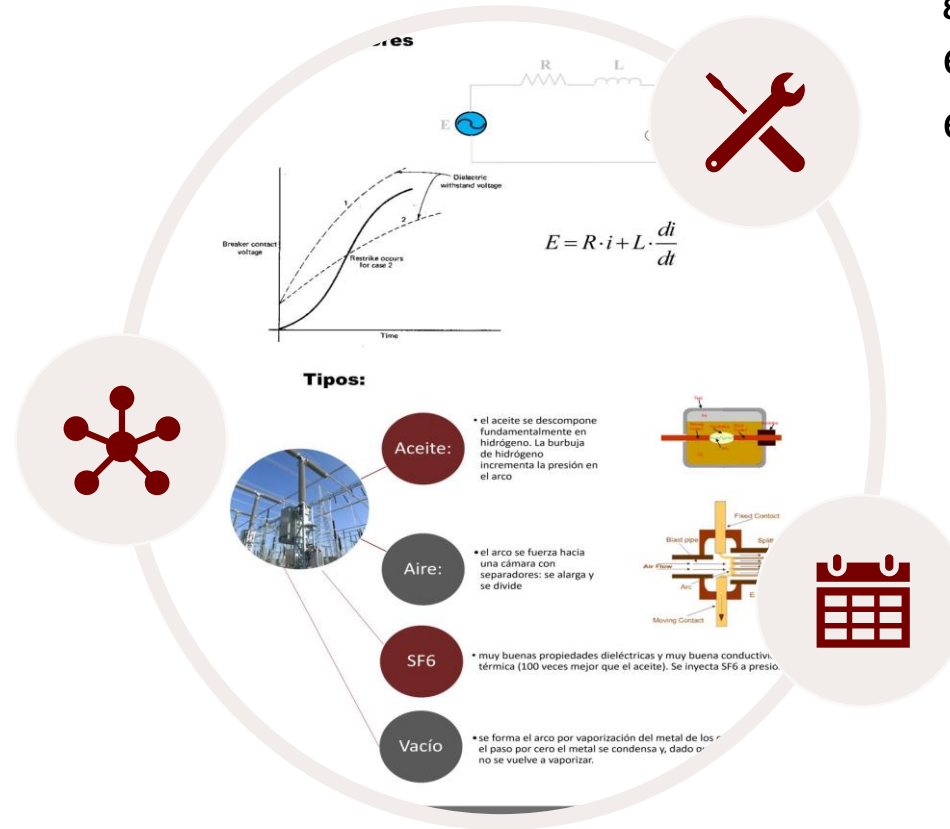 R L
E
Dielectric
withstand voltage
1
2
Breaker contact
voltage
Restrike occurs
for case 2
Time
E = R·i + L·di/dt
Tipos:
Aceite:
• el aceite se descompone
fundamentalmente en
hidrógeno. La burbuja
de hidrógeno
incrementa la presión en
el arco
Aire:
• el arco se fuerza hacia
una cámara con
separadores: se alarga y
se divide
Fixed Contact
Blast pipe
Air Flow
Arc
Moving Contact
SF6
• muy buenas propiedades dieléctricas y muy buena
térmica (100 veces mejor que el aceite). Se inyecta SF6 a
Vacío
• se forma el arco por vaporización del metal de los
el paso por cero el metal se condensa y, dado
no se vuelve a vaporizar.